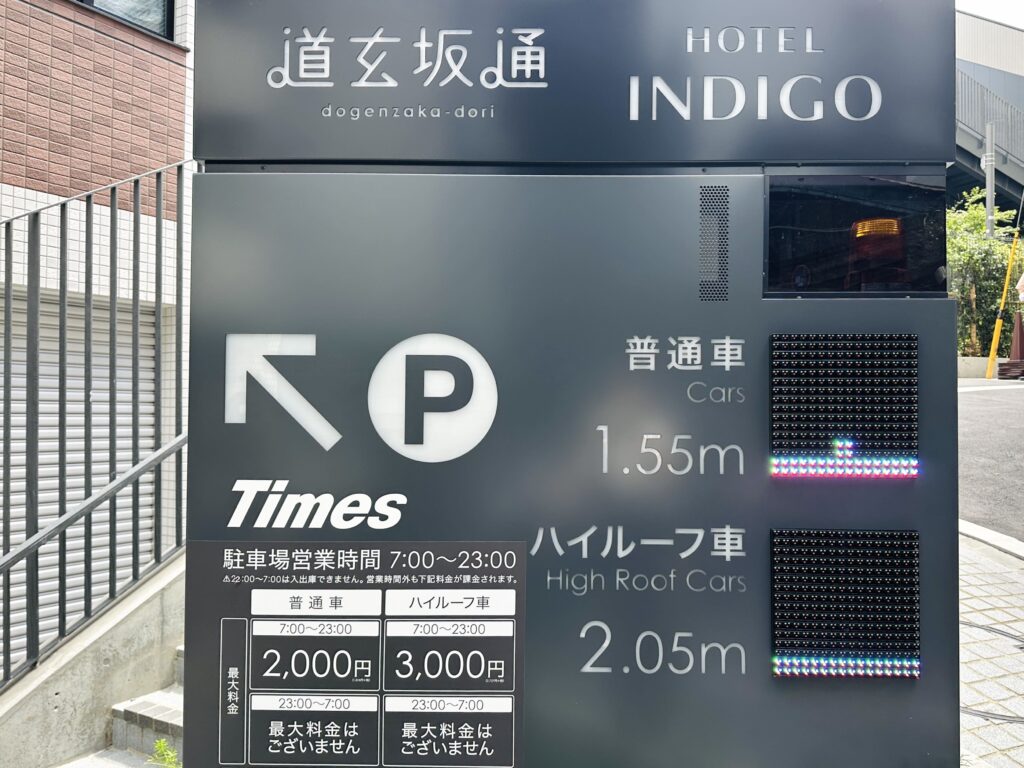 道玄坂通
dogenzaka-dori
HOTEL
INDIGO
普通車
Cars
1.55m
P
Times
ハイルーフ車
High Roof Cars
2.05m
駐車場営業時間 7:00～23:00
⚠23:00～7:00は入出庫できません。営業時間外も下記料金が課金されます。
普通車 ハイルーフ車
最大料金
7:00～23:00 7:00～23:00
2,000円 3,000円
23:00～7:00 23:00～7:00
最大料金は 最大料金は
ございません ございません